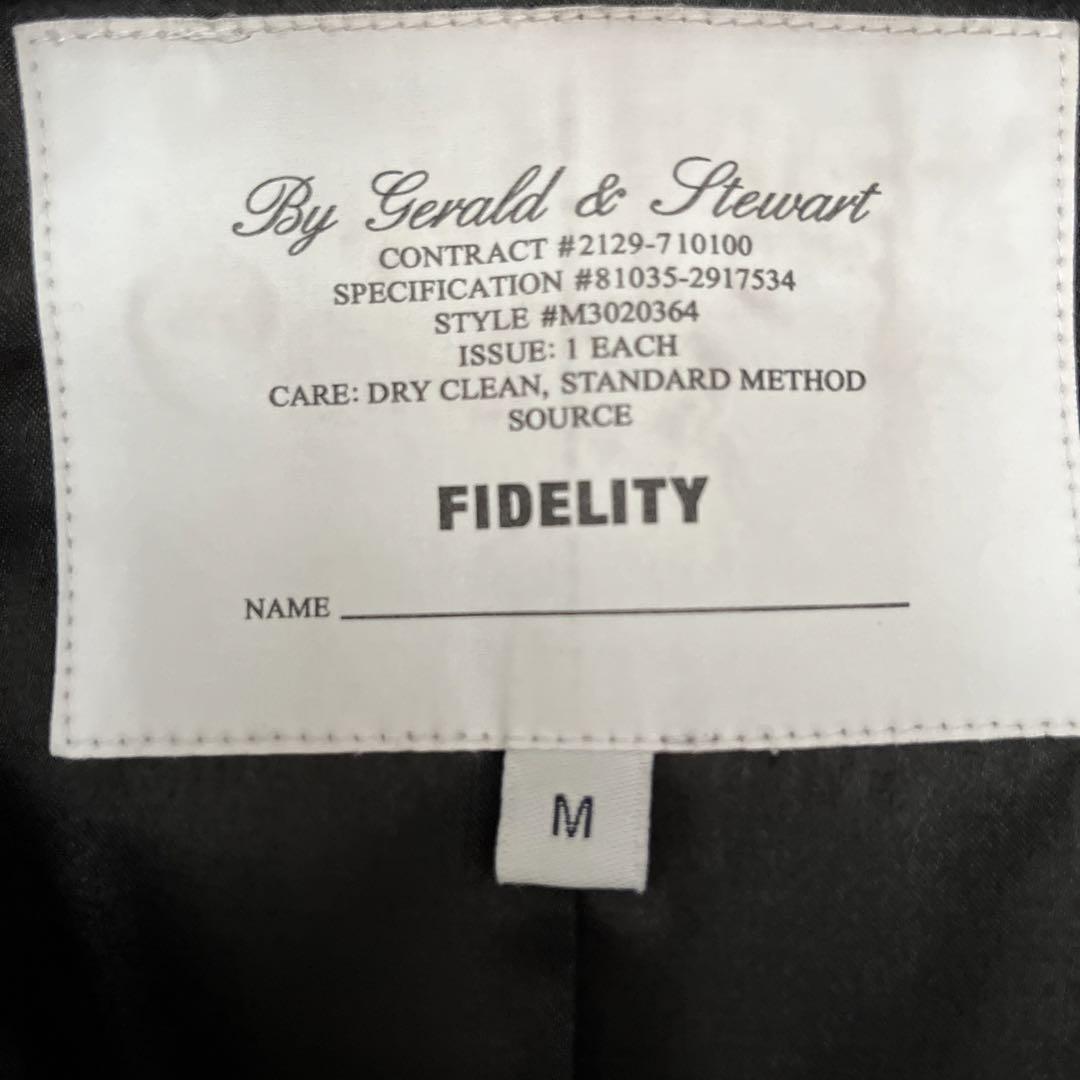 By Gerald & Stewart
CONTRACT #2129-710100
SPECIFICATION #81035-2917534
STYLE #M3020364
ISSUE: 1 EACH
CARE: DRY CLEAN, STANDARD METHOD
SOURCE
FIDELITY
NAME
M